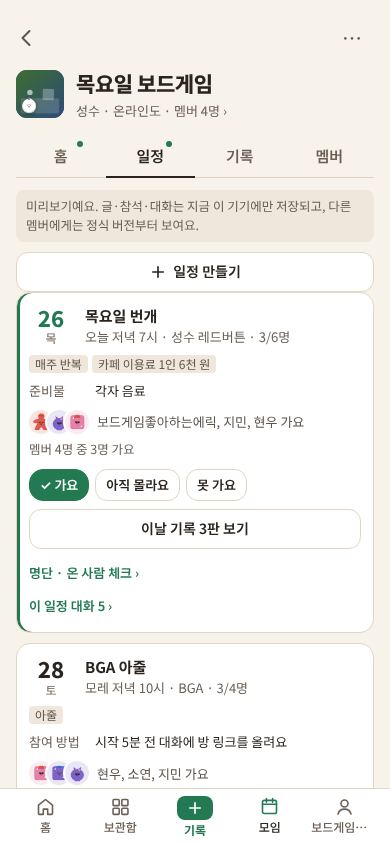 목요일 보드게임
성수 · 온라인도 · 멤버 4명 ›
홈
일정
기록
멤버
미리보기예요. 글·참석·대화는 지금 이 기기에만 저장되고, 다른
멤버에게는 정식 버전부터 보여요.
+ 일정 만들기
26
목
목요일 번개
오늘 저녁 7시 · 성수 레드버튼 · 3/6명
매주 반복
카페 이용료 1인 6천 원
준비물 각자 음료
보드게임좋아하는에릭, 지민, 현우 가요
멤버 4명 중 3명 가요
✓ 가요
아직 몰라요
못 가요
이날 기록 3판 보기
명단 · 온 사람 체크 ›
이 일정 대화 5 ›
28
토
BGA 아줄
모레 저녁 10시 · BGA · 3/4명
아줄
참여 방법 시작 5분 전 대화에 방 링크를 올려요
현우, 소연, 지민 가요
홈
보관함
기록
모임
보드게임…